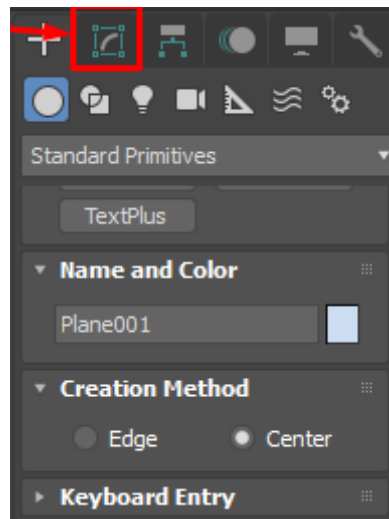 Standard Primitives
TextPlus
Name and Color
Plane001
Creation Method
Edge Center
Keyboard Entry